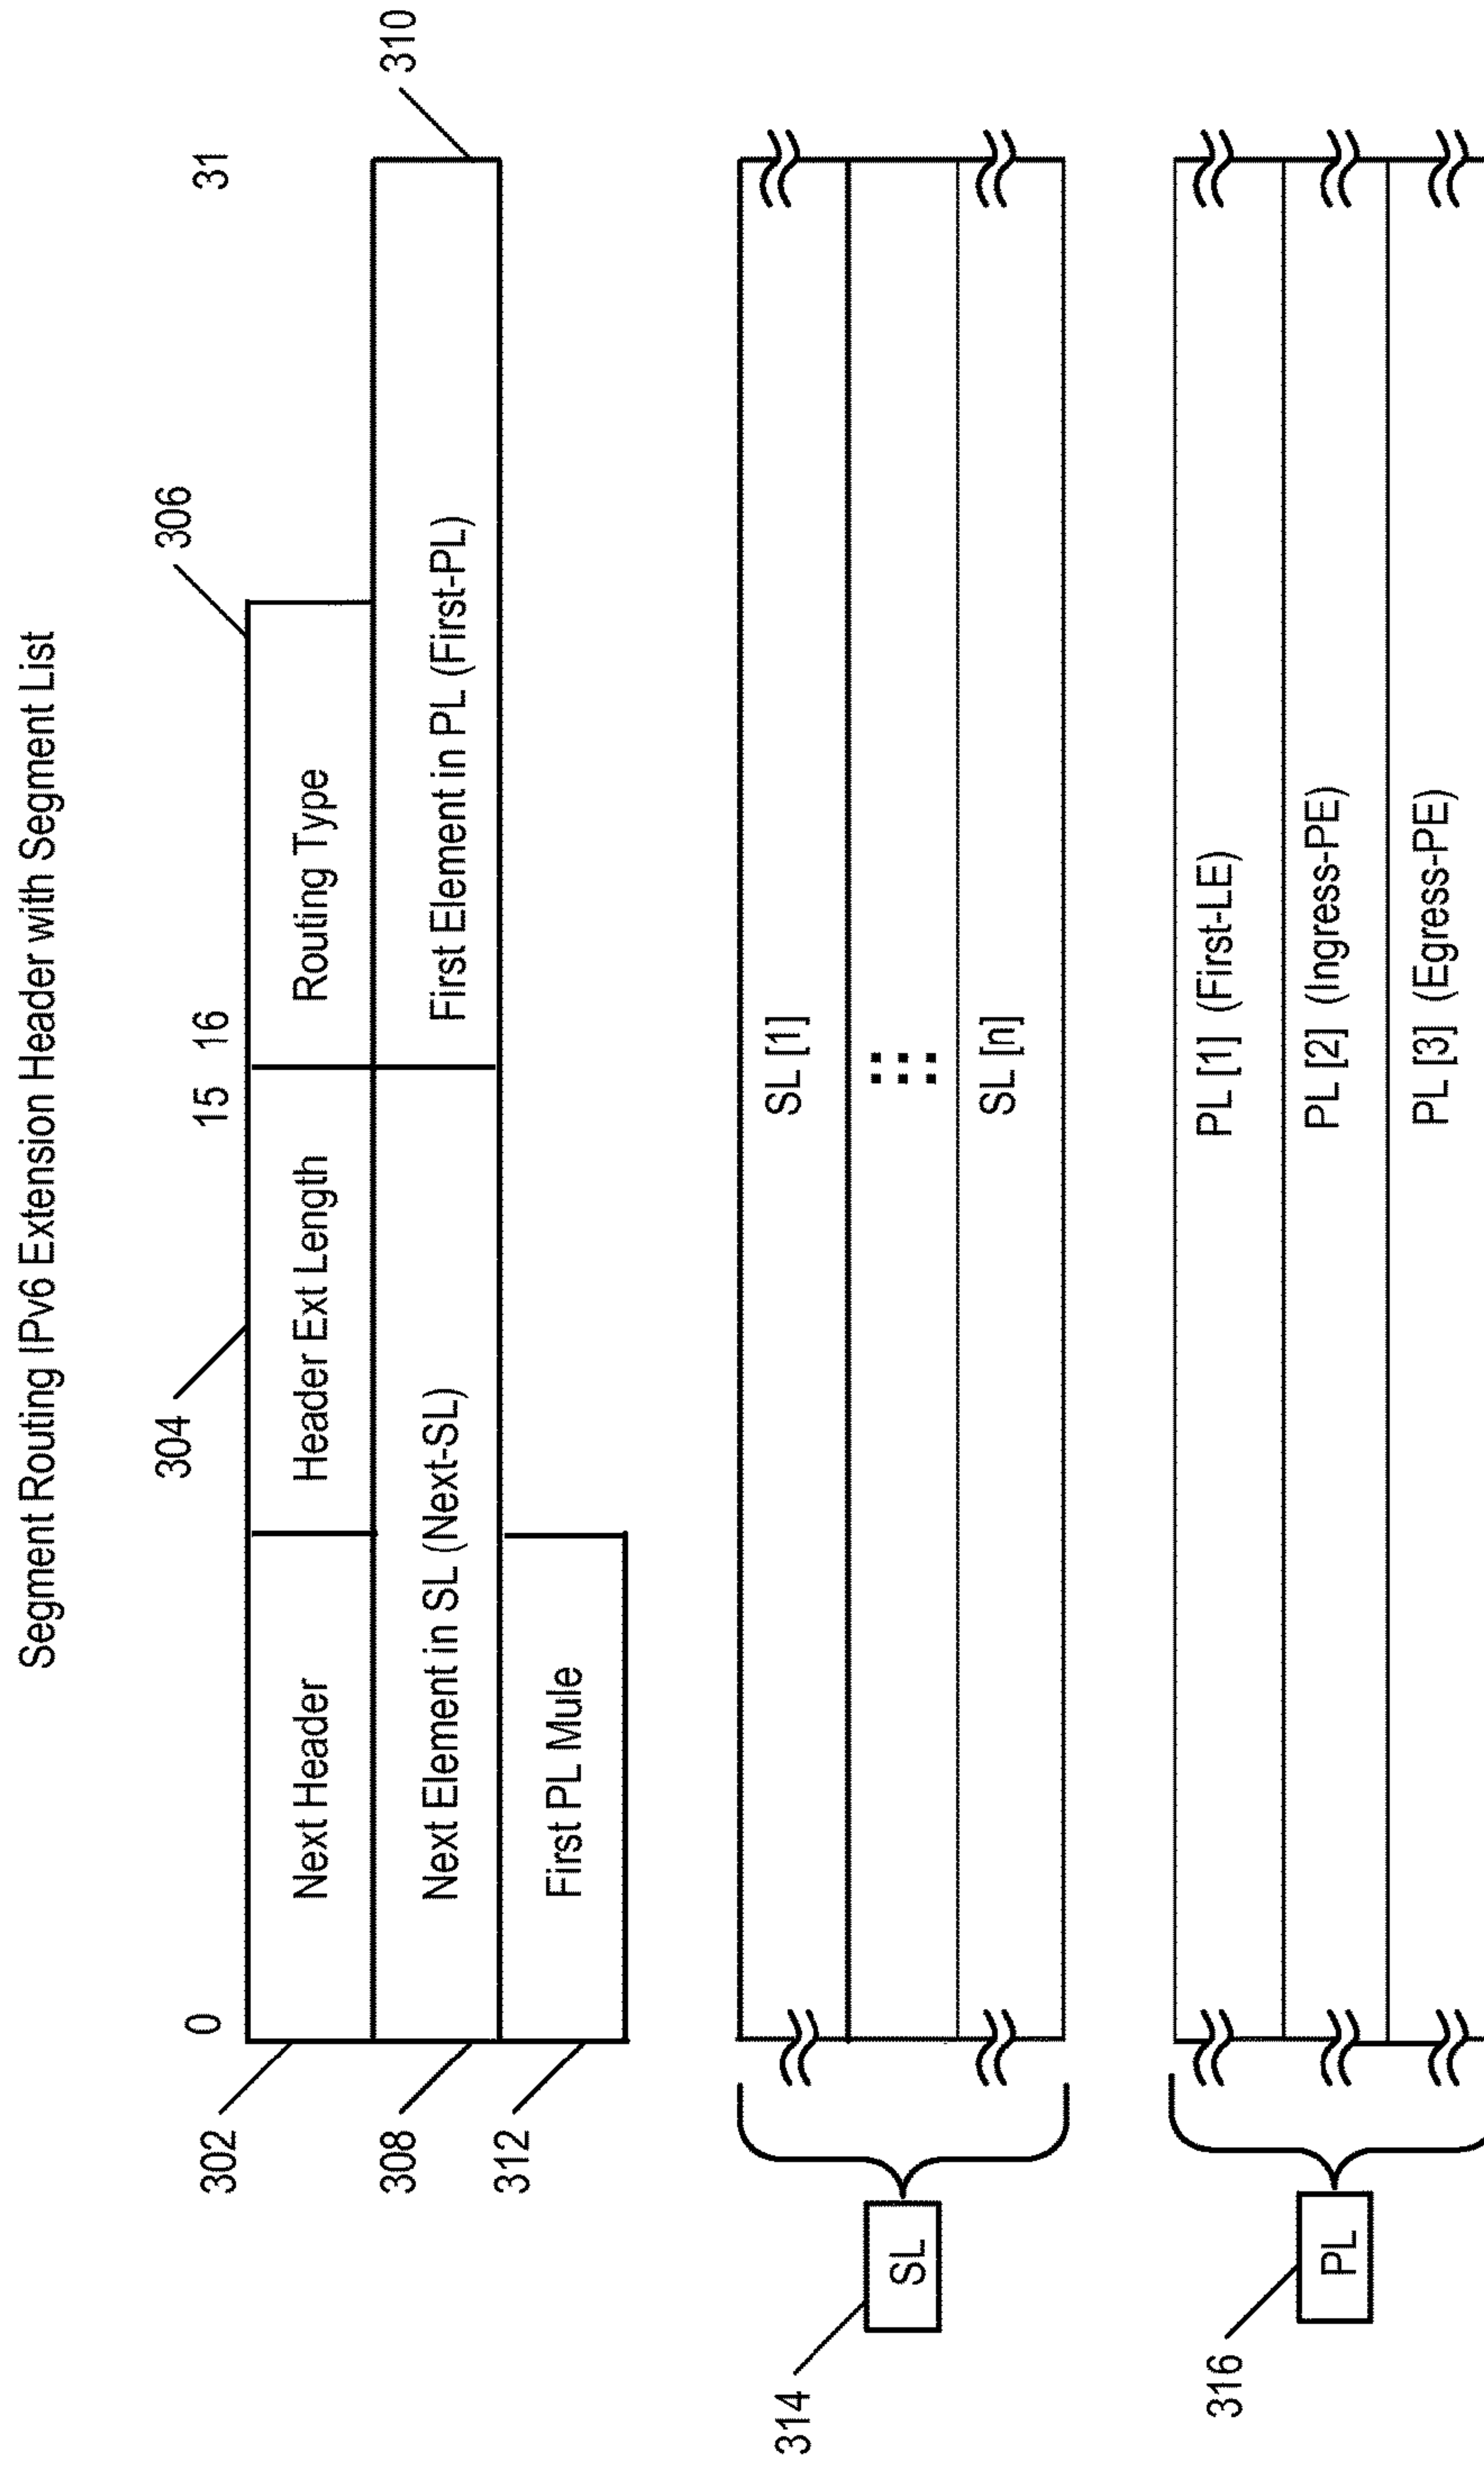 Segment Routing IPv6 Extension Header with Segment List
304
306
310
0
15
16
31
302
Next Header
Header Ext Length
Routing Type
308
Next Element in SL (Next-SL)
First Element in PL (First-PL)
312
First PL Mule
314
SL
SL [1]
SL [n]
316
PL
PL [1] (First-LE)
PL [2] (Ingress-PE)
PL [3] (Egress-PE)